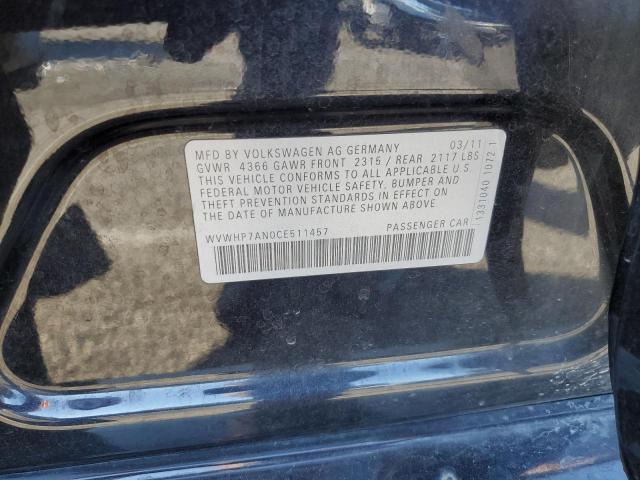 MFD BY VOLKSWAGEN AG GERMANY 03/11
GVWR 4366 GAWR FRONT 2315 / REAR 2117 LBS
THIS VEHICLE CONFORMS TO ALL APPLICABLE U.S
FEDERAL MOTOR VEHICLE SAFETY, BUMPER AND
THEFT PREVENTION STANDARDS IN EFFECT ON
THE DATE OF MANUFACTURE SHOWN ABOVE.
WVWHP7AN0CE511457 PASSENGER CAR
(1331040 1072 1